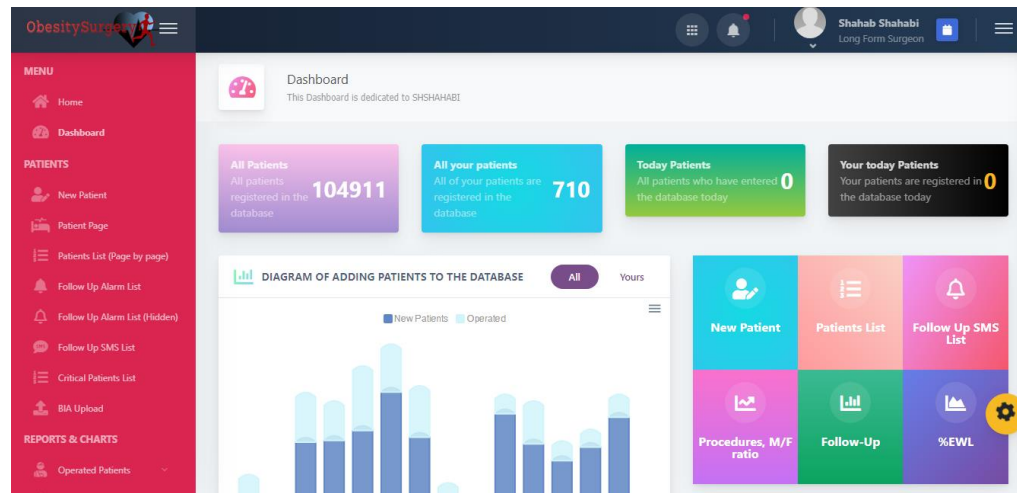 ObesitySurgery
Shahab Shahabi
Long Form Surgeon
MENU
Home
Dashboard
PATIENTS
New Patient
Patient Page
Patients List (Page by page)
Follow Up Alarm List
Follow Up Alarm List (Hidden)
Follow Up SMS List
Critical Patients List
BIA Upload
REPORTS & CHARTS
Operated Patients
Dashboard
This Dashboard is dedicated to SHSHAHABI
All Patients
All patients
registered in the
database
104911
All your patients
All of your patients are
registered in the
database
710
Today Patients
All patients who have entered
the database today
0
Your today Patients
Your patients are registered in
the database today
0
DIAGRAM OF ADDING PATIENTS TO THE DATABASE
All
Yours
New Patients
Operated
New Patient
Patients List
Follow Up SMS
List
Procedures, M/F
ratio
Follow-Up
%EWL